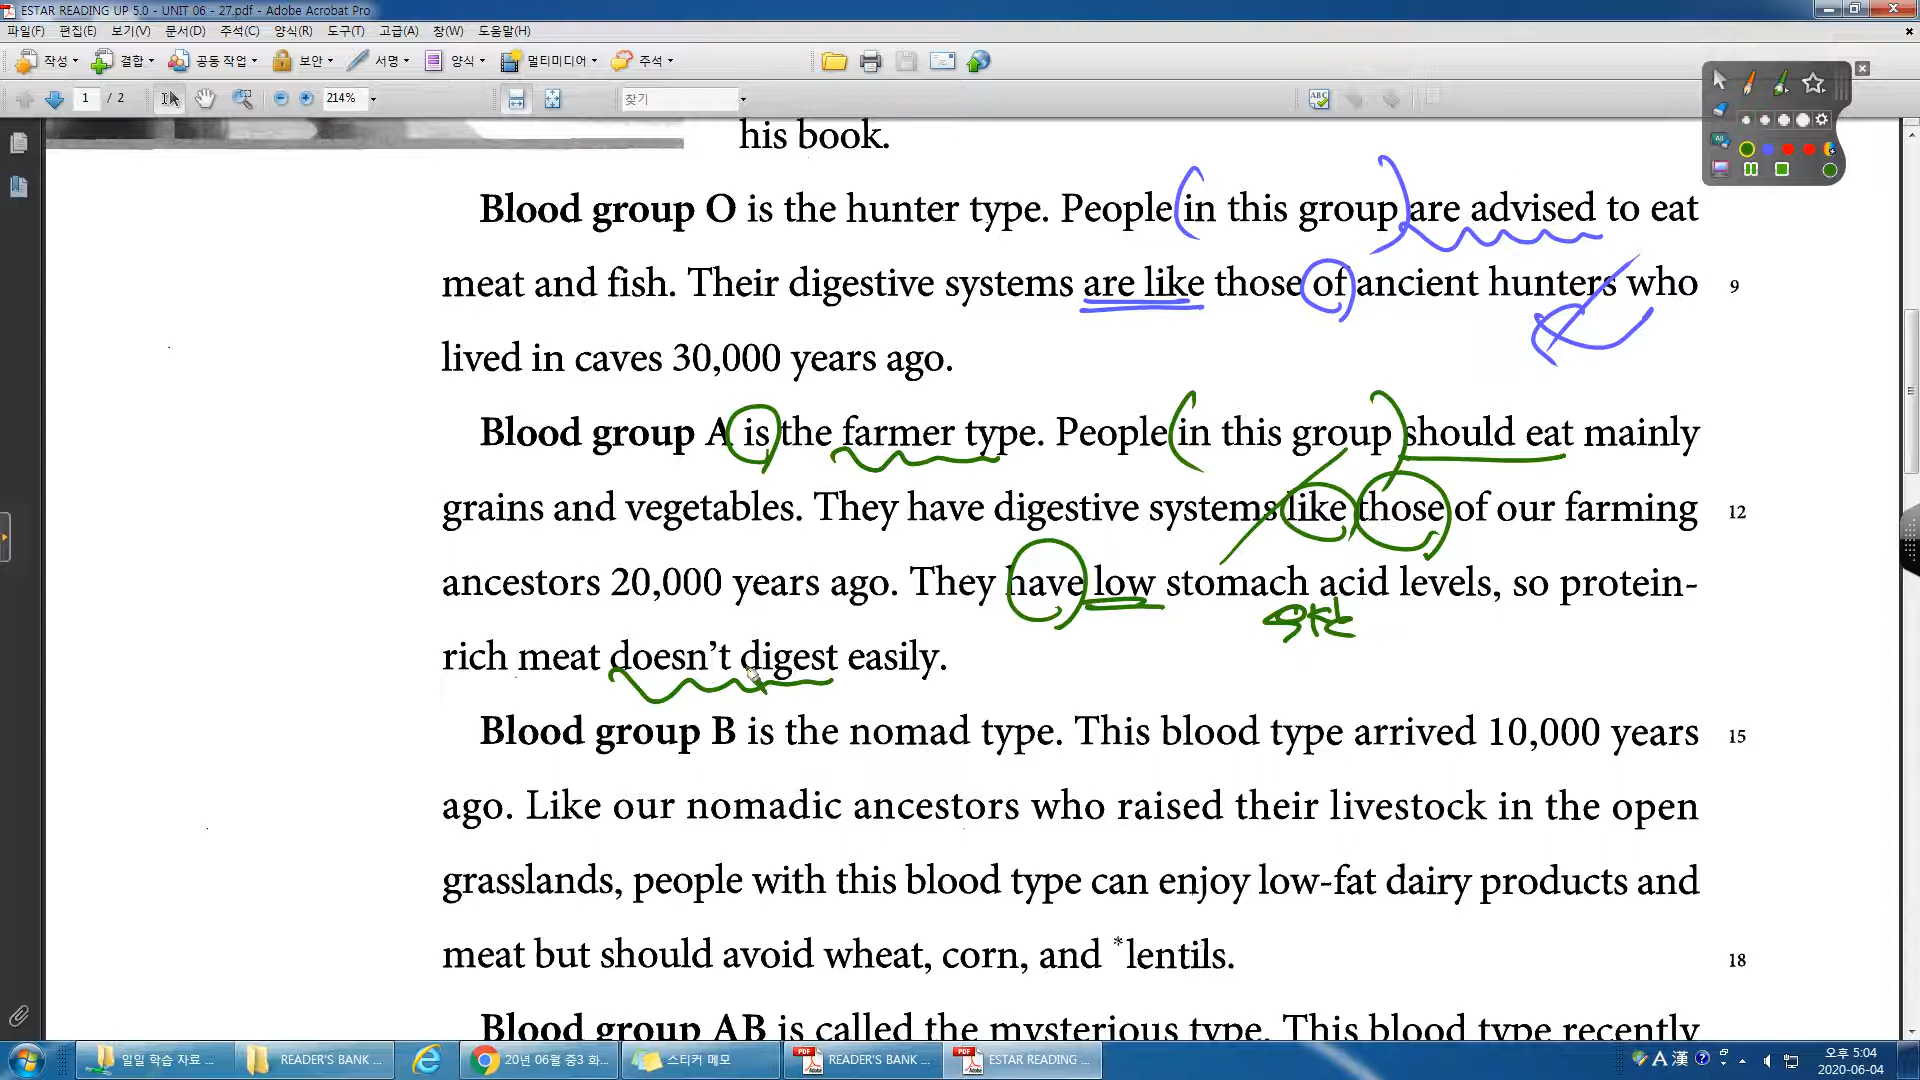 ESTAR READING UP 5.0 - UNIT 06 - 27.pdf - Adobe Acrobat Pro
파일(F) 편집(E) 보기(V) 문서(D) 주석(C) 양식(R) 도구(T) 고급(A) 창(W) 도움말(H)
작성 결합 공동 작업 보안 서명 양식 멀티미디어 주석
1 / 2 214% 찾기
his book.
Blood group O is the hunter type. People in this group are advised to eat
meat and fish. Their digestive systems are like those of ancient hunters who 9
lived in caves 30,000 years ago.
Blood group A is the farmer type. People in this group should eat mainly
grains and vegetables. They have digestive systems like those of our farming 12
ancestors 20,000 years ago. They have low stomach acid levels, so protein-
위산
rich meat doesn't digest easily.
Blood group B is the nomad type. This blood type arrived 10,000 years 15
ago. Like our nomadic ancestors who raised their livestock in the open
grasslands, people with this blood type can enjoy low-fat dairy products and
meat but should avoid wheat, corn, and *lentils. 18
Blood group AB is called the mysterious type. This blood type recently
일일 학습 자료 ... READER'S BANK ... 20년 06월 중3 화... 스티커 메모 READER'S BANK ... ESTAR READING ... A 漢 오후 5:04
2020-06-04